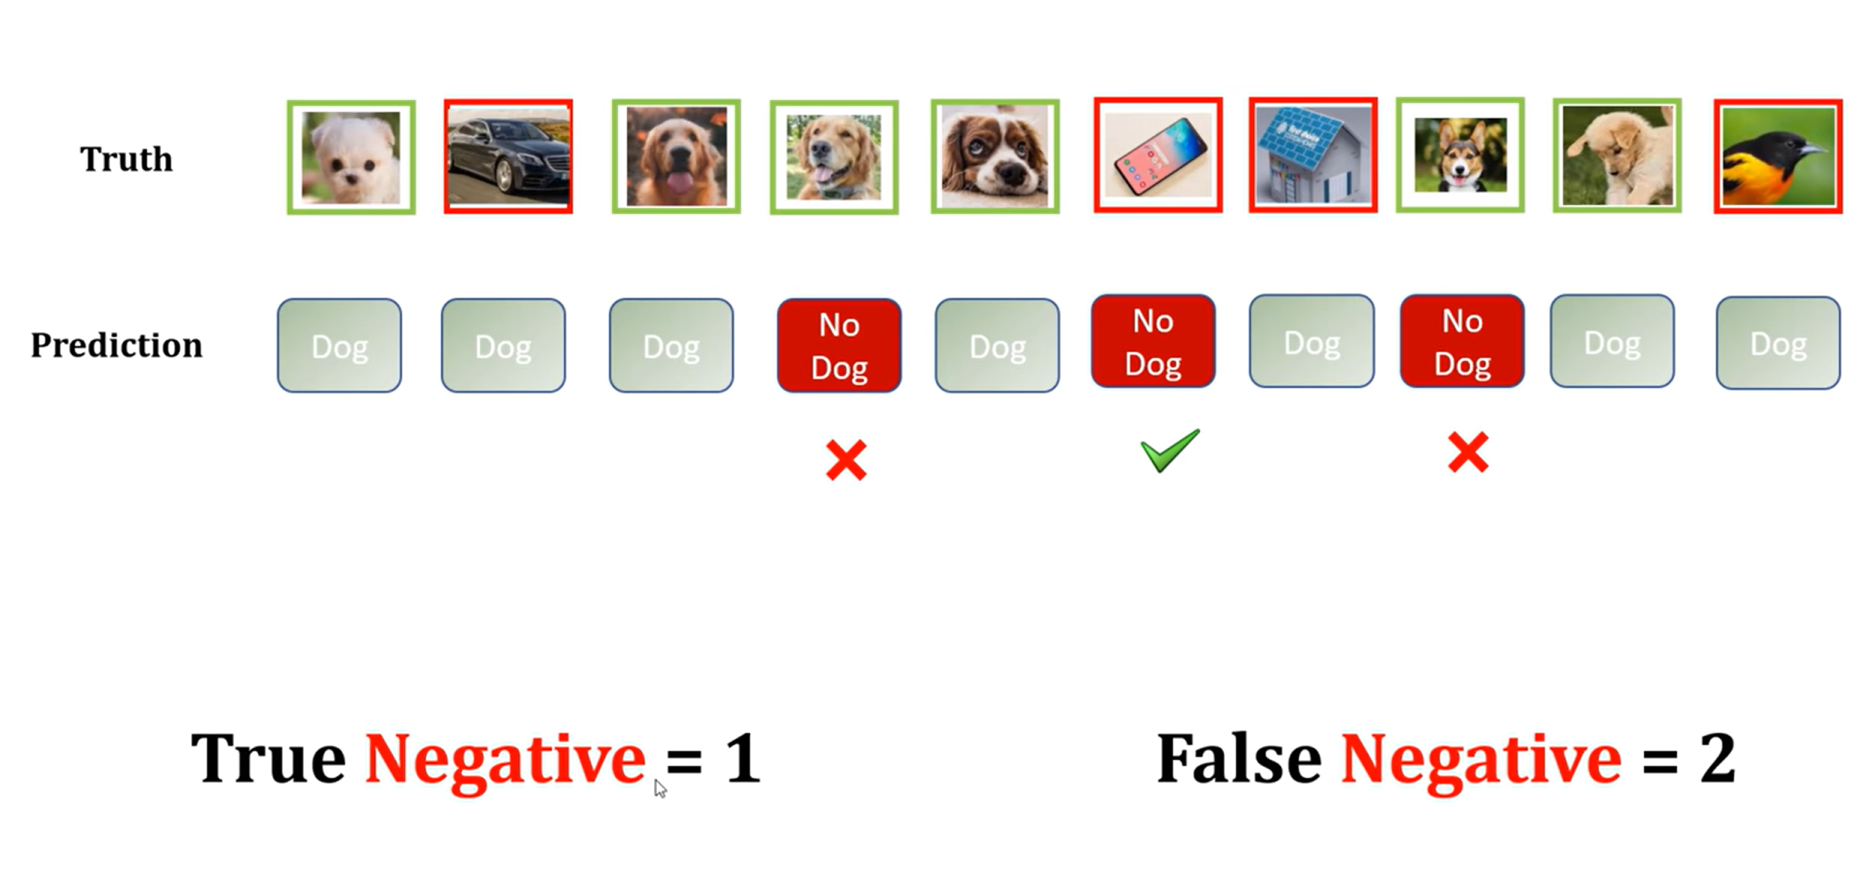 Truth
Prediction
Dog
Dog
Dog
No
Dog
Dog
No
Dog
Dog
No
Dog
Dog
Dog
True Negative = 1
False Negative = 2